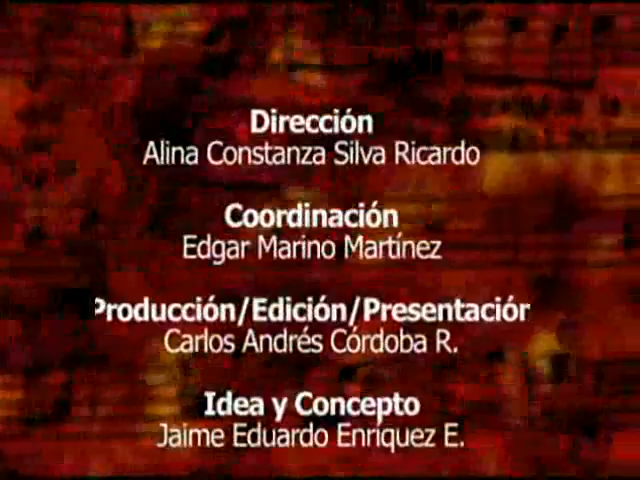 Dirección
Alina Constanza Silva Ricardo
Coordinación
Edgar Marino Martínez
Producción/Edición/Presentación
Carlos Andrés Córdoba R.
Idea y Concepto
Jaime Eduardo Enríquez E.